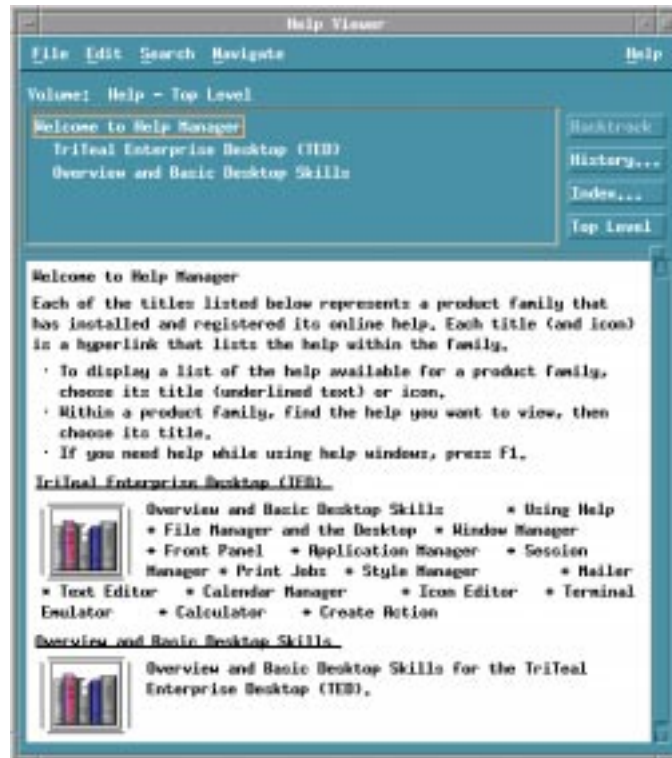 Help Viewer
File Edit Search Navigate Help
Volume: Help - Top Level
Welcome to Help Manager
TriTeal Enterprise Desktop (TED)
Overview and Basic Desktop Skills
Backtrack
History...
Index...
Top Level
Welcome to Help Manager
Each of the titles listed below represents a product family that
has installed and registered its online help. Each title (and icon)
is a hyperlink that lists the help within the family.
· To display a list of the help available for a product family,
choose its title (underlined text) or icon.
· Within a product family, find the help you want to view, then
choose its title.
· If you need help while using help windows, press F1.
TriTeal Enterprise Desktop (TED)
Overview and Basic Desktop Skills * Using Help
* File Manager and the Desktop * Window Manager
* Front Panel * Application Manager * Session
Manager * Print Jobs * Style Manager * Mailer
* Text Editor * Calendar Manager * Icon Editor * Terminal
Emulator * Calculator * Create Action
Overview and Basic Desktop Skills
Overview and Basic Desktop Skills for the TriTeal
Enterprise Desktop (TED).